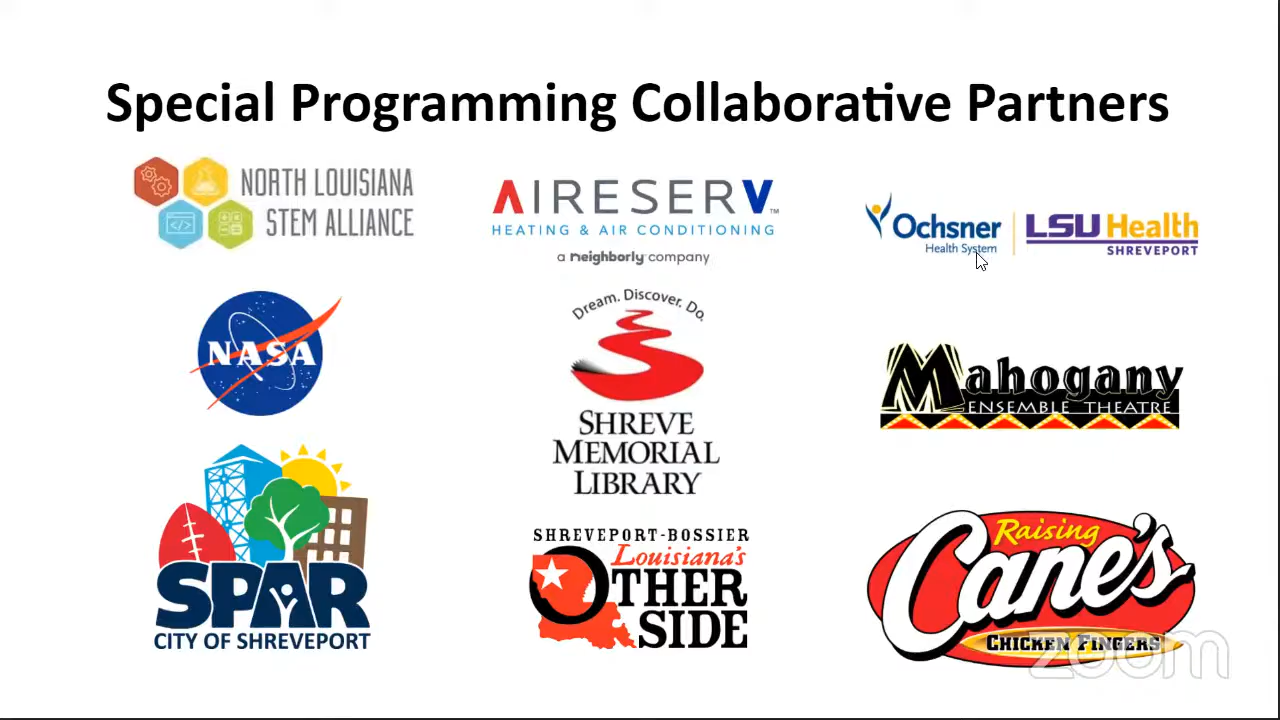 Special Programming Collaborative Partners
NORTH LOUISIANA
STEM ALLIANCE
AIRESERV™
HEATING & AIR CONDITIONING
a neighborly company
Ochsner
Health System
LSU Health
SHREVEPORT
NASA
Dream. Discover. Do.
SHREVE
MEMORIAL
LIBRARY
Mahogany
ENSEMBLE THEATRE
SPAR
CITY OF SHREVEPORT
SHREVEPORT-BOSSIER
Louisiana's
OTHER
SIDE
Raising
Cane's
CHICKEN FINGERS
zoom